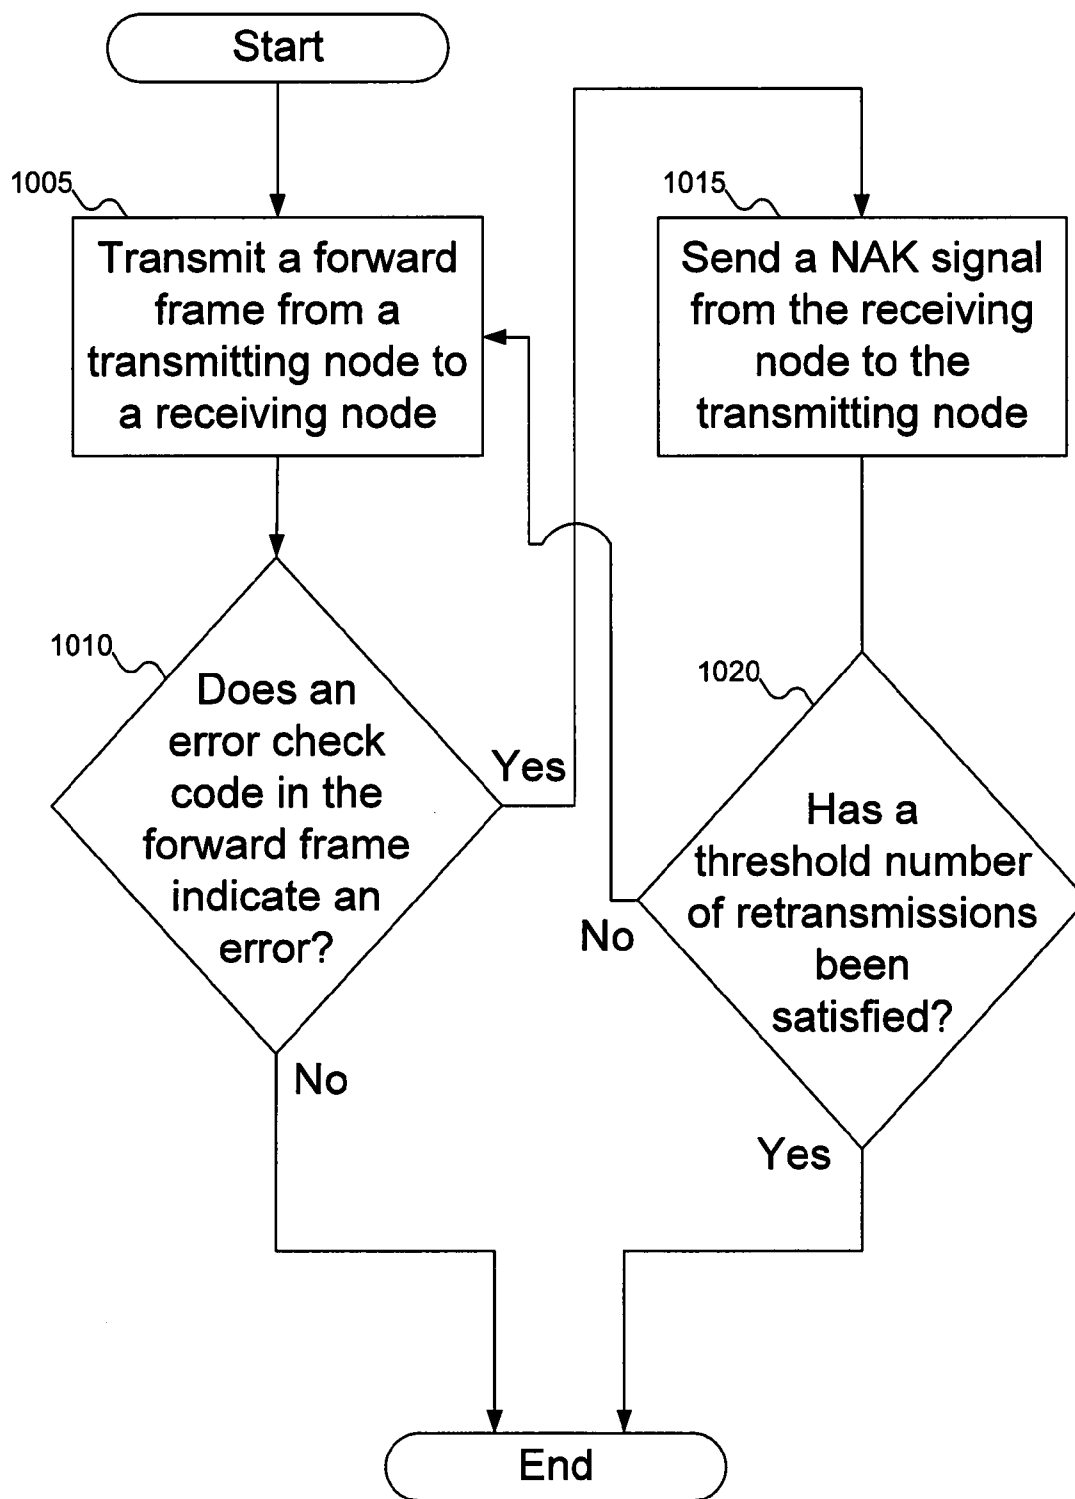 Start
1005
Transmit a forward
frame from a
transmitting node to
a receiving node
1010
Does an
error check
code in the
forward frame
indicate an
error?
Yes
No
1015
Send a NAK signal
from the receiving
node to the
transmitting node
1020
Has a
threshold number
of retransmissions
been
satisfied?
No
Yes
End